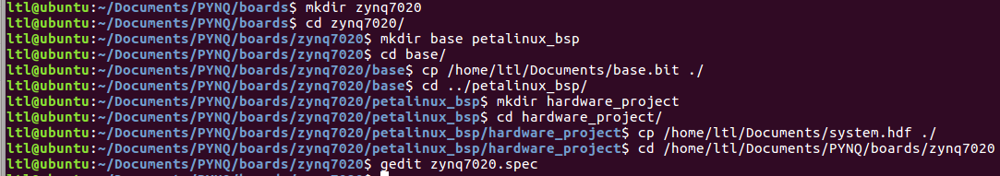 ltl@ubuntu:~/Documents/PYNQ/boards$ mkdir zynq7020
ltl@ubuntu:~/Documents/PYNQ/boards$ cd zynq7020/
ltl@ubuntu:~/Documents/PYNQ/boards/zynq7020$ mkdir base petalinux_bsp
ltl@ubuntu:~/Documents/PYNQ/boards/zynq7020$ cd base/
ltl@ubuntu:~/Documents/PYNQ/boards/zynq7020/base$ cp /home/ltl/Documents/base.bit ./
ltl@ubuntu:~/Documents/PYNQ/boards/zynq7020/base$ cd ../petalinux_bsp/
ltl@ubuntu:~/Documents/PYNQ/boards/zynq7020/petalinux_bsp$ mkdir hardware_project
ltl@ubuntu:~/Documents/PYNQ/boards/zynq7020/petalinux_bsp$ cd hardware_project/
ltl@ubuntu:~/Documents/PYNQ/boards/zynq7020/petalinux_bsp/hardware_project$ cp /home/ltl/Documents/system.hdf ./
ltl@ubuntu:~/Documents/PYNQ/boards/zynq7020/petalinux_bsp/hardware_project$ cd /home/ltl/Documents/PYNQ/boards/zynq7020
ltl@ubuntu:~/Documents/PYNQ/boards/zynq7020$ gedit zynq7020.spec